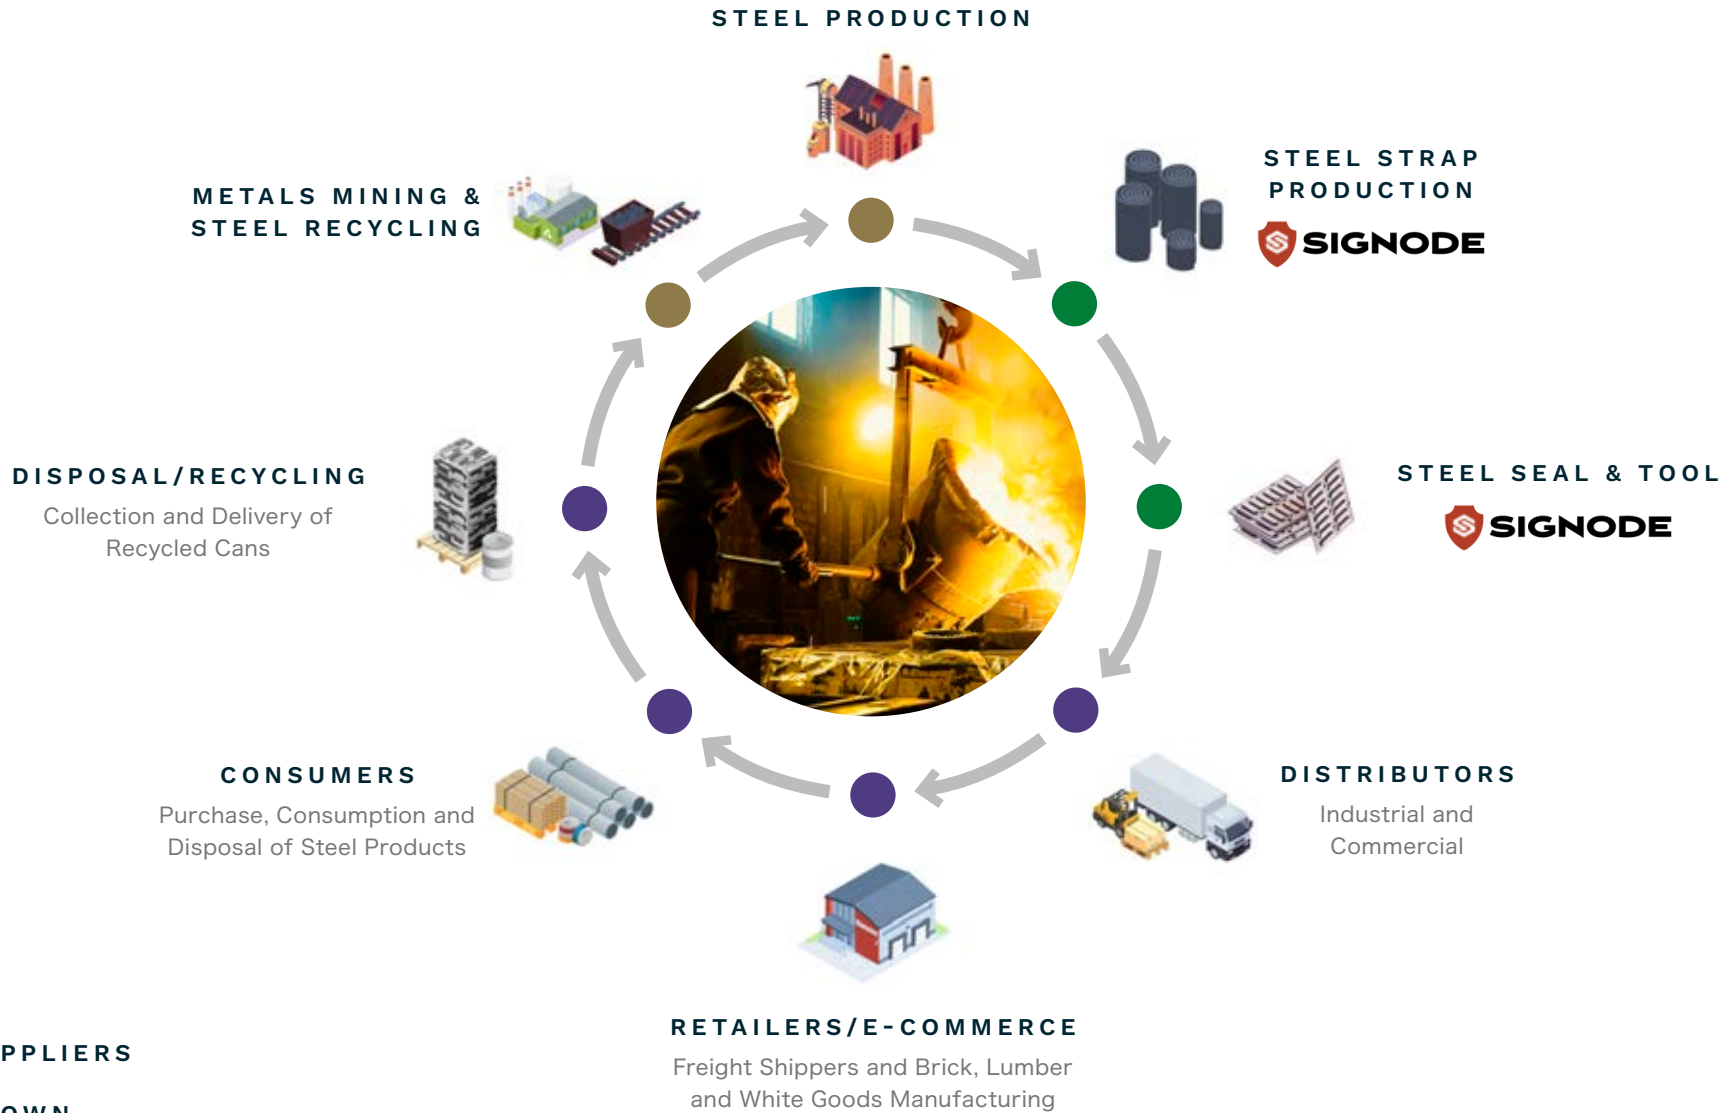 STEEL PRODUCTION
STEEL STRAP
PRODUCTION
SIGNODE
METALS MINING &
STEEL RECYCLING
DISPOSAL/RECYCLING
Collection and Delivery of
Recycled Cans
STEEL SEAL & TOOL
SIGNODE
CONSUMERS
Purchase, Consumption and
Disposal of Steel Products
DISTRIBUTORS
Industrial and
Commercial
RETAILERS/E-COMMERCE
Freight Shippers and Brick, Lumber
and White Goods Manufacturing
PPLIERS